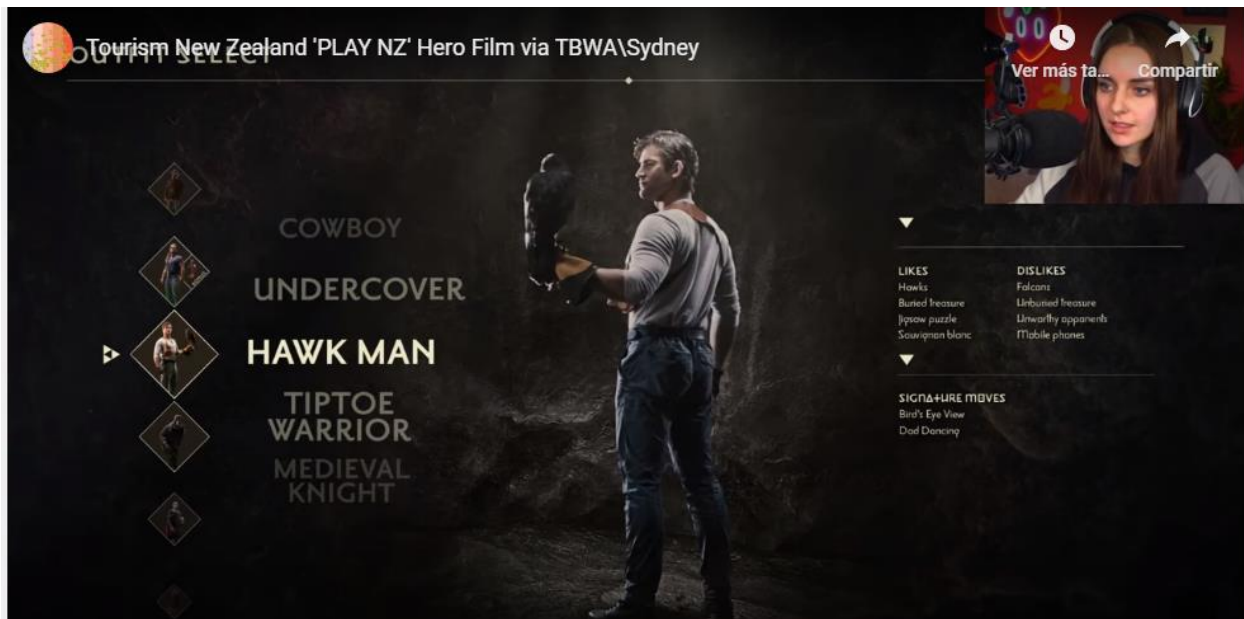 Tourism New Zealand 'PLAY NZ' Hero Film via TBWA\Sydney
OUTFIT SELECT
Ver más ta...
Compartir
COWBOY
UNDERCOVER
HAWK MAN
TIPTOE
WARRIOR
MEDIEVAL
KNIGHT
LIKES
Hawks
Buried treasure
Jigsaw puzzle
Sauvignon blanc
DISLIKES
Falcons
Unburied treasure
Unworthy opponents
Mobile phones
SIGNATURE MOVES
Bird's Eye View
Dad Dancing